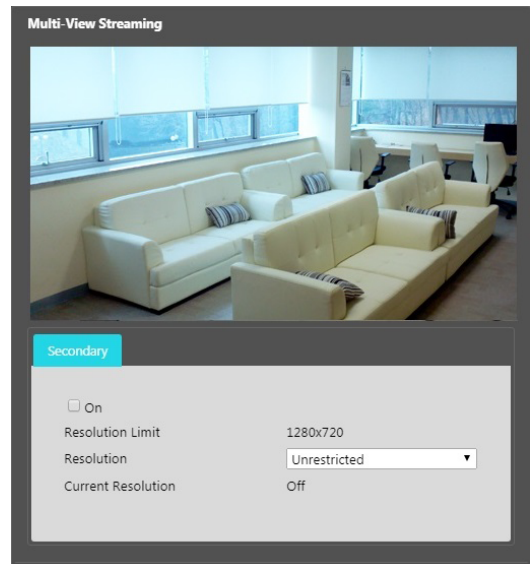 Multi-View Streaming
Secondary
On
Resolution Limit 1280x720
Resolution Unrestricted
Current Resolution Off